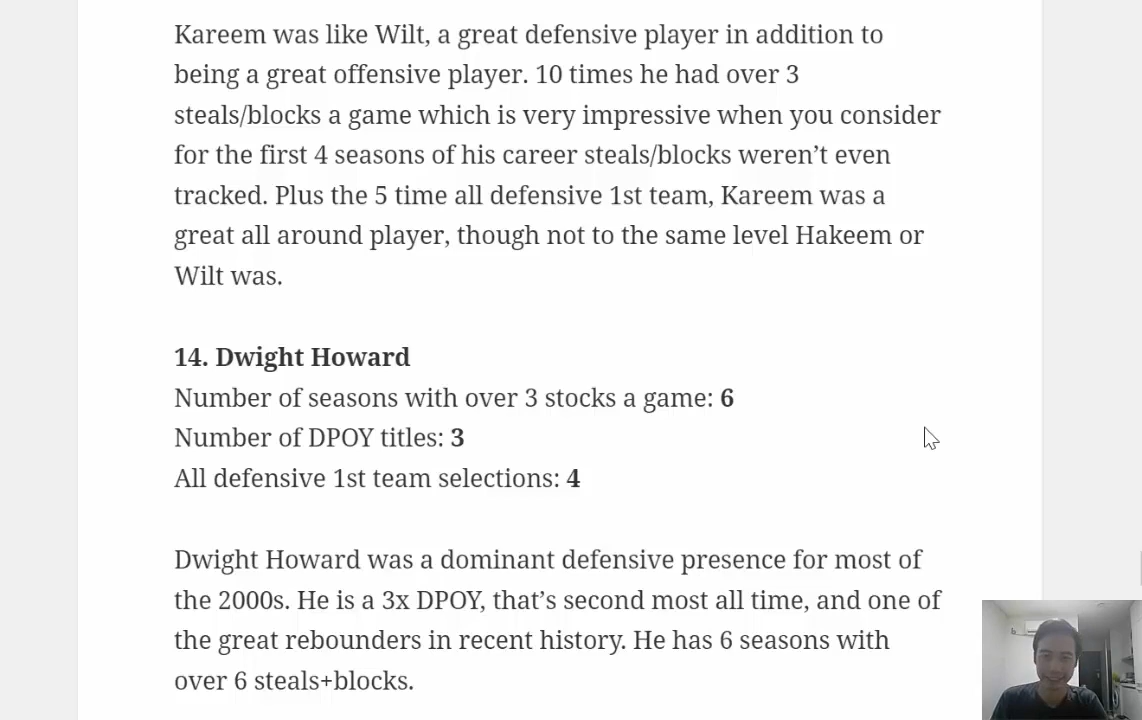 Kareem was like Wilt, a great defensive player in addition to
being a great offensive player. 10 times he had over 3
steals/blocks a game which is very impressive when you consider
for the first 4 seasons of his career steals/blocks weren’t even
tracked. Plus the 5 time all defensive 1st team, Kareem was a
great all around player, though not to the same level Hakeem or
Wilt was.
14. Dwight Howard
Number of seasons with over 3 stocks a game: 6
Number of DPOY titles: 3
All defensive 1st team selections: 4
Dwight Howard was a dominant defensive presence for most of
the 2000s. He is a 3x DPOY, that’s second most all time, and one of
the great rebounders in recent history. He has 6 seasons with
over 6 steals+blocks.